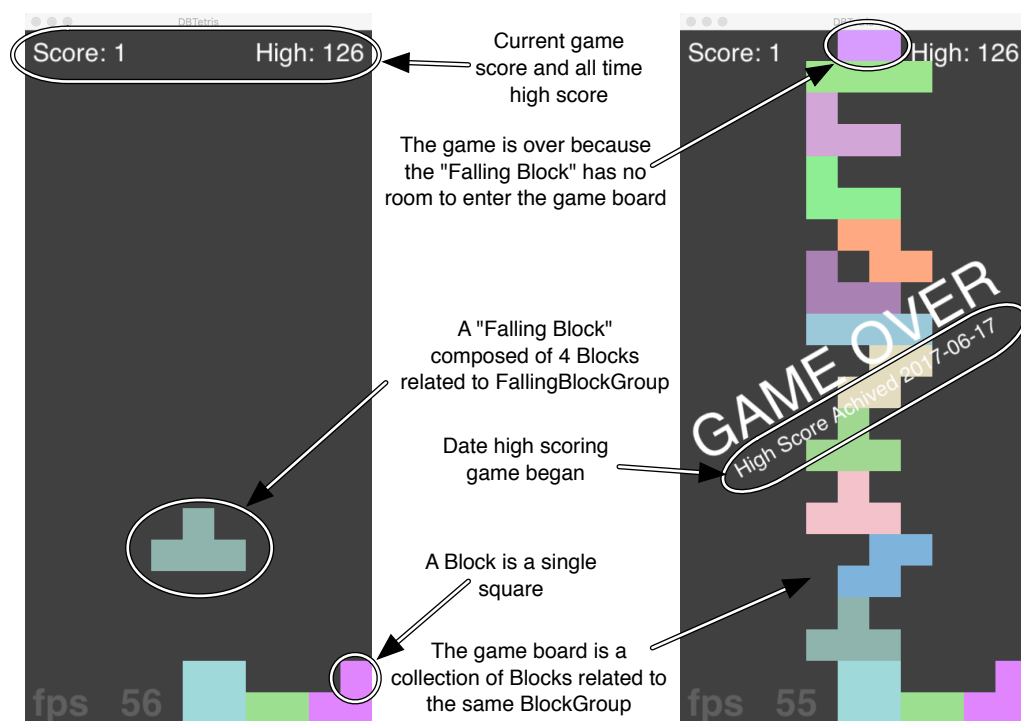 DBTetris
Score: 1 High: 126
fps 56
Current game
score and all time
high score
The game is over because
the "Falling Block" has no
room to enter the game board
A "Falling Block"
composed of 4 Blocks
related to FallingBlockGroup
Date high scoring
game began
A Block is a single
square
The game board is a
collection of Blocks related to
the same BlockGroup
DBTetris
Score: 1 High: 126
GAME OVER
High Score Achived 2017-06-17
fps 55